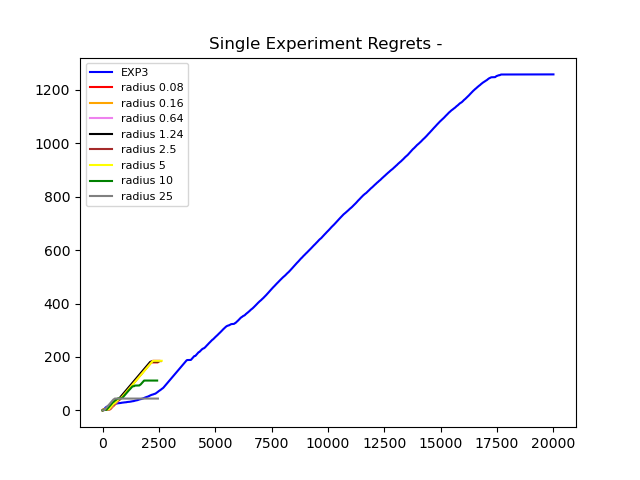 Single Experiment Regrets -
EXP3
radius 0.08
radius 0.16
radius 0.64
radius 1.24
radius 2.5
radius 5
radius 10
radius 25
1200
1000
800
600
400
200
0
0 2500 5000 7500 10000 12500 15000 17500 20000